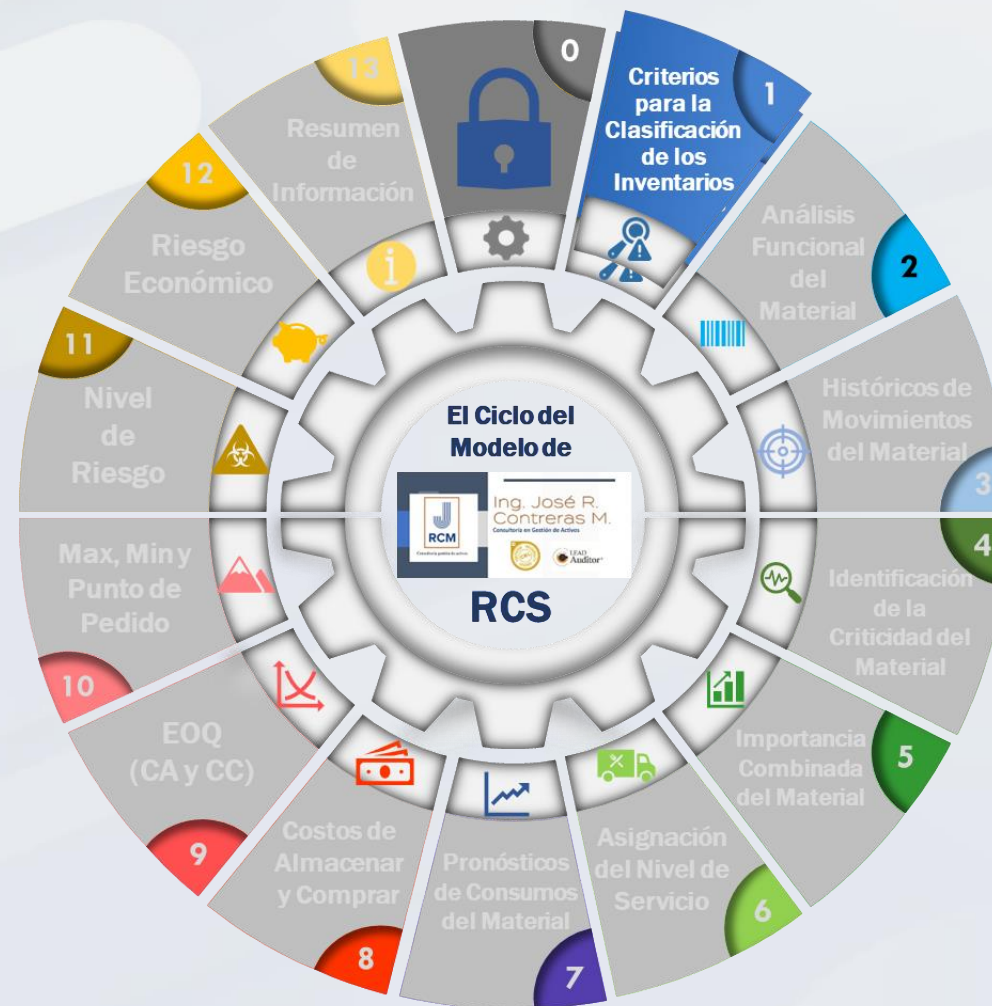 0
1
Criterios
para la
Clasificación
de los
Inventarios
2
Análisis
Funcional
del
Material
3
Históricos de
Movimientos
del Material
4
Identificación
de la
Criticidad del
Material
5
Importancia
Combinada
del Material
6
Asignación
del Nivel de
Servicio
7
Pronósticos
de Consumos
del Material
8
Costos de
Almacenar
y Comprar
9
EOQ
(CA y CC)
10
Max, Min y
Punto de
Pedido
11
Nivel
de
Riesgo
12
Riesgo
Económico
13
Resumen
de
Información
El Ciclo del
Modelo de
J
RCM
Consultoría gestión de activos
Ing. José R.
Contreras M.
Consultoría en Gestión de Activos
LEAD
Auditor
RCS